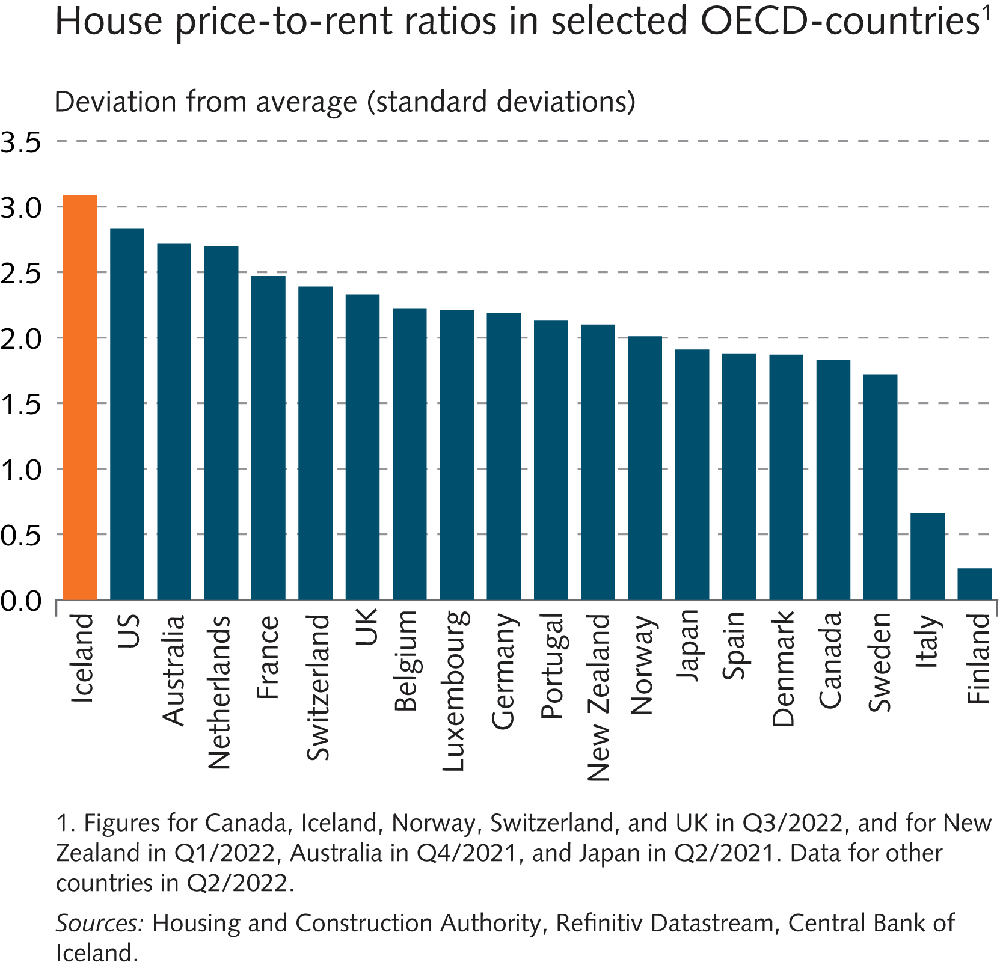 House price-to-rent ratios in selected OECD-countries¹
Deviation from average (standard deviations)
3.5
3.0
2.5
2.0
1.5
1.0
0.5
0.0
Iceland
US
Australia
Netherlands
France
Switzerland
UK
Belgium
Luxembourg
Germany
Portugal
New Zealand
Norway
Japan
Spain
Denmark
Canada
Sweden
Italy
Finland
1. Figures for Canada, Iceland, Norway, Switzerland, and UK in Q3/2022, and for New
Zealand in Q1/2022, Australia in Q4/2021, and Japan in Q2/2021. Data for other
countries in Q2/2022.
Sources: Housing and Construction Authority, Refinitiv Datastream, Central Bank of
Iceland.